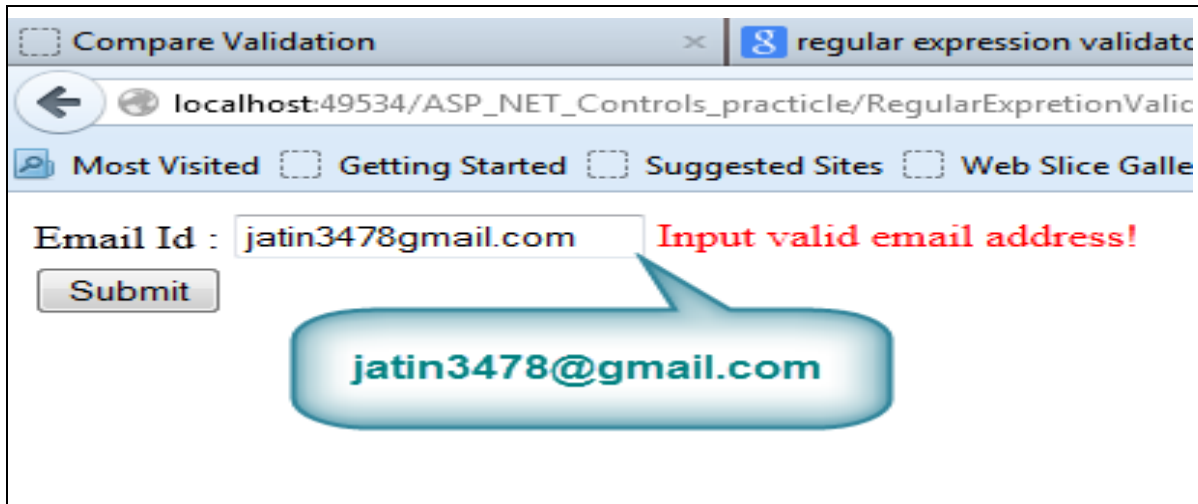 Compare Validation
regular expression validato
localhost:49534/ASP_NET_Controls_practicle/RegularExpretionValid
Most Visited Getting Started Suggested Sites Web Slice Galle
Email Id : jatin3478gmail.com Input valid email address!
Submit
jatin3478@gmail.com